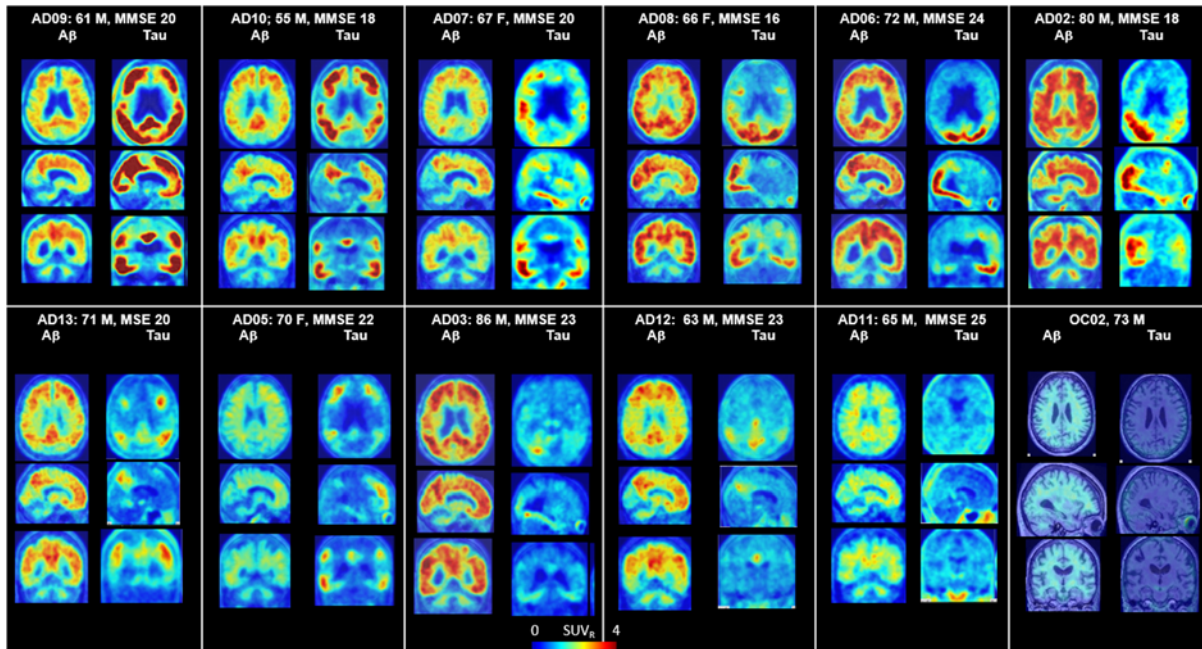 AD09: 61 M, MMSE 20
Aβ Tau
AD10; 55 M, MMSE 18
Aβ Tau
AD07: 67 F, MMSE 20
Aβ Tau
AD08: 66 F, MMSE 16
Aβ Tau
AD06: 72 M, MMSE 24
Aβ Tau
AD02: 80 M, MMSE 18
Aβ Tau
AD13: 71 M, MSE 20
Aβ Tau
AD05: 70 F, MMSE 22
Aβ Tau
AD03: 86 M, MMSE 23
Aβ Tau
AD12: 63 M, MMSE 23
Aβ Tau
AD11: 65 M, MMSE 25
Aβ Tau
OC02, 73 M
Aβ Tau
0 SUVR 4